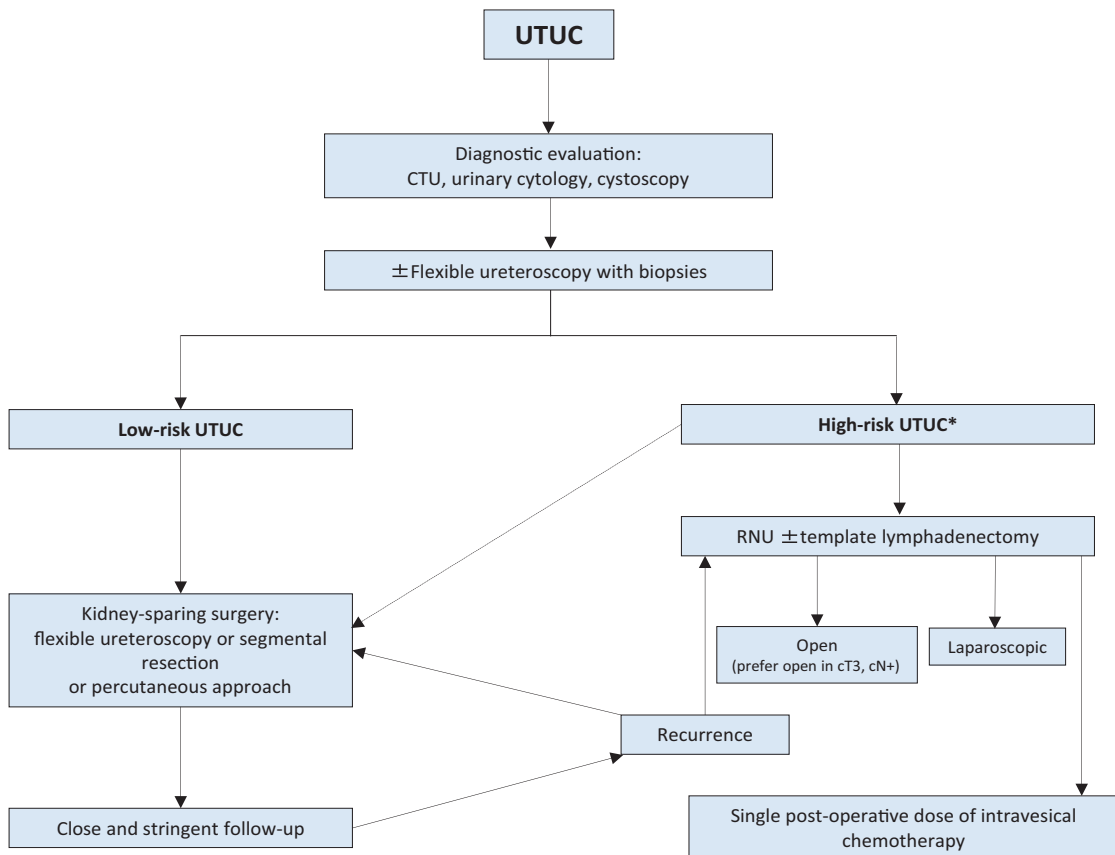 UTUC
Diagnostic evaluation:
CTU, urinary cytology, cystoscopy
±Flexible ureteroscopy with biopsies
Low-risk UTUC
High-risk UTUC*
RNU ±template lymphadenectomy
Kidney-sparing surgery:
flexible ureteroscopy or segmental
resection
or percutaneous approach
Open
(prefer open in cT3, cN+)
Laparoscopic
Recurrence
Close and stringent follow-up
Single post-operative dose of intravesical
chemotherapy